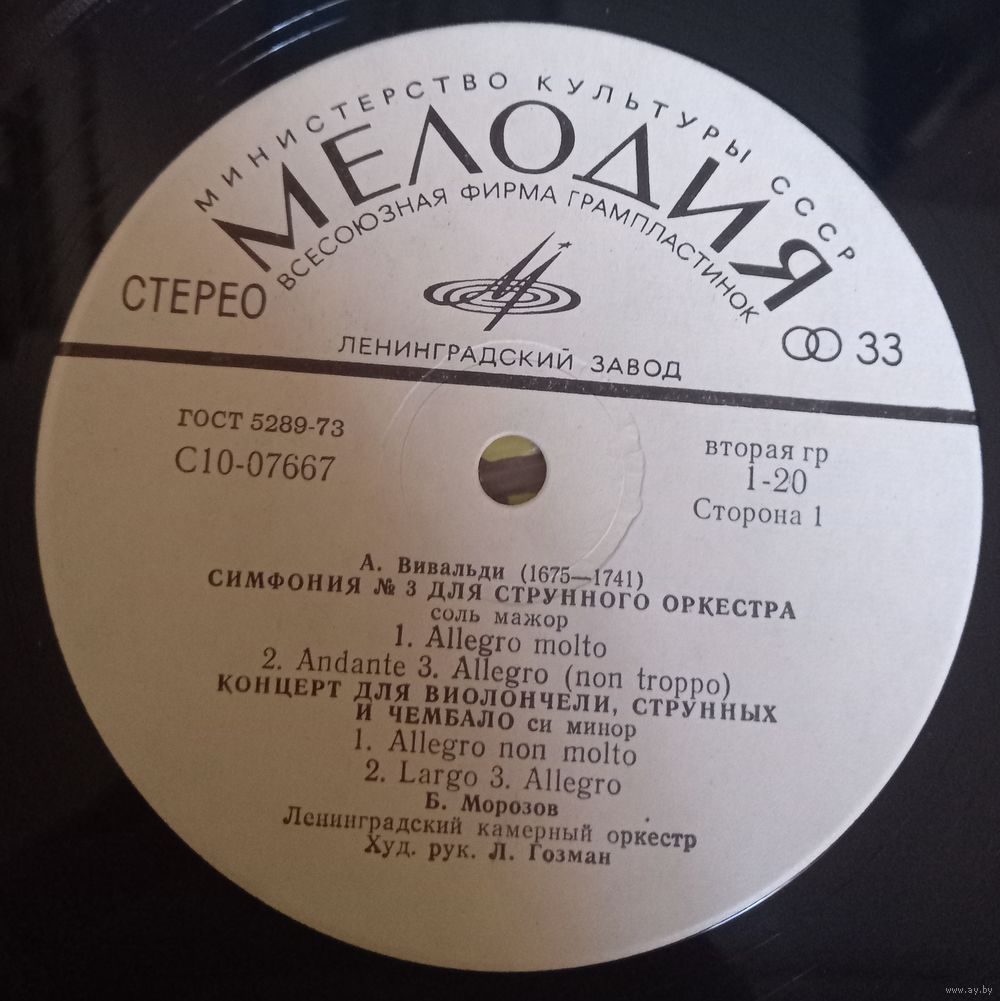 МИНИСТЕРСТВО КУЛЬТУРЫ СССР
МЕЛОДИЯ
ВСЕСОЮЗНАЯ ФИРМА ГРАМПЛАСТИНОК
СТЕРЕО
33
ЛЕНИНГРАДСКИЙ ЗАВОД
ГОСТ 5289-73
С10-07667
вторая гр
1-20
Сторона 1
А. Вивальди (1675—1741)
СИМФОНИЯ № 3 ДЛЯ СТРУННОГО ОРКЕСТРА
соль мажор
1. Allegro molto
2. Andante 3. Allegro (non troppo)
КОНЦЕРТ ДЛЯ ВИОЛОНЧЕЛИ, СТРУННЫХ
И ЧЕМБАЛО си минор
1. Allegro non molto
2. Largo 3. Allegro
Б. Морозов
Ленинградский камерный оркестр
Худ. рук. Л. Гозман
www.ay.by